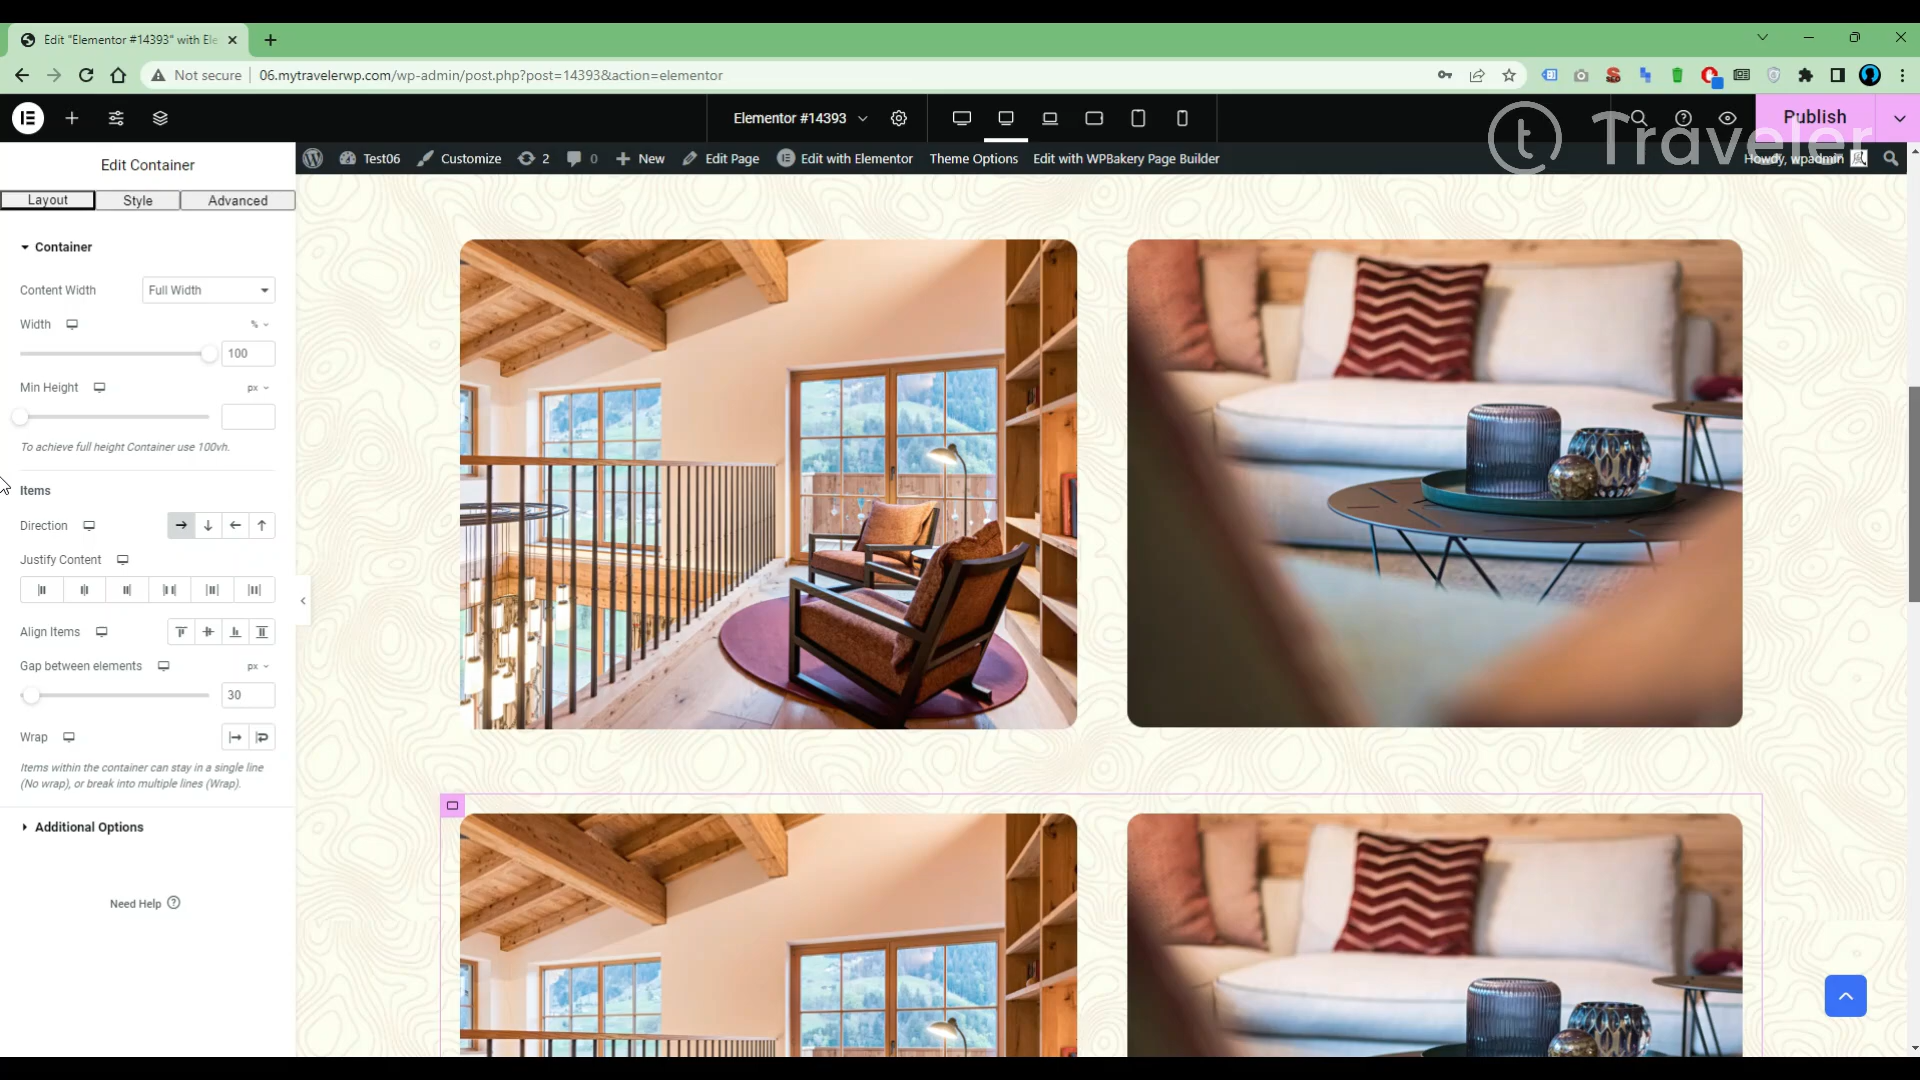 Edit "Elementor #14393" with Ele
Not secure
06.mytravelerwp.com/wp-admin/post.php?post=14393&action=elementor
Elementor #14393
Publish
t Traveler
Edit Container
Test06 Customize 2 0 New Edit Page Edit with Elementor Theme Options Edit with WPBakery Page Builder Howdy, wpadmin
Layout Style Advanced
Container
Content Width Full Width
Width %
100
Min Height px
To achieve full height Container use 100vh.
Items
Direction
Justify Content
Align Items
Gap between elements px
30
Wrap
Items within the container can stay in a single line
(No wrap), or break into multiple lines (Wrap).
Additional Options
Need Help